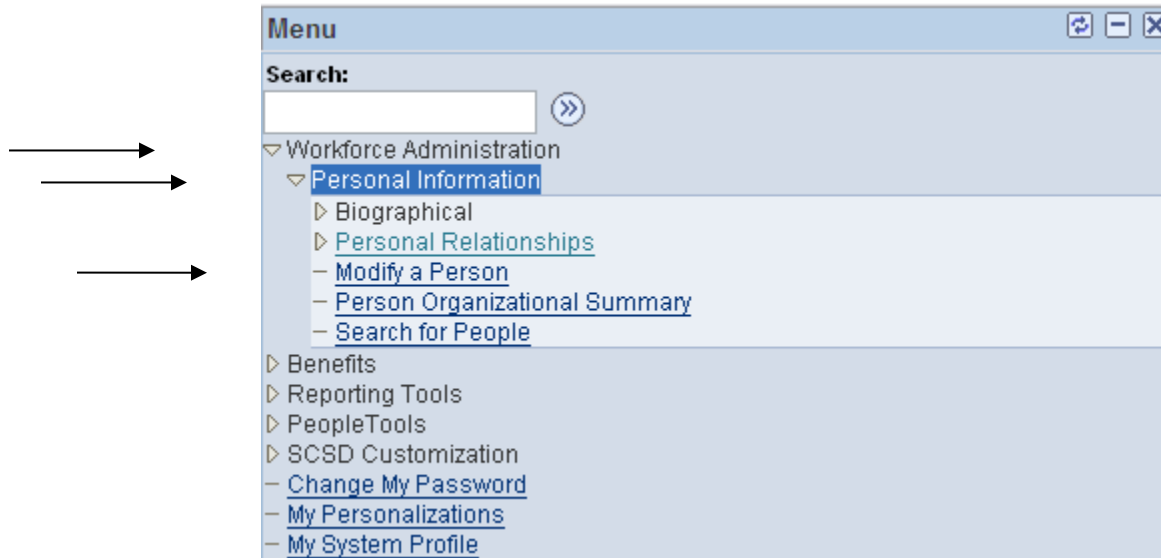 Menu
Search:
Workforce Administration
Personal Information
Biographical
Personal Relationships
Modify a Person
Person Organizational Summary
Search for People
Benefits
Reporting Tools
PeopleTools
SCSD Customization
Change My Password
My Personalizations
My System Profile